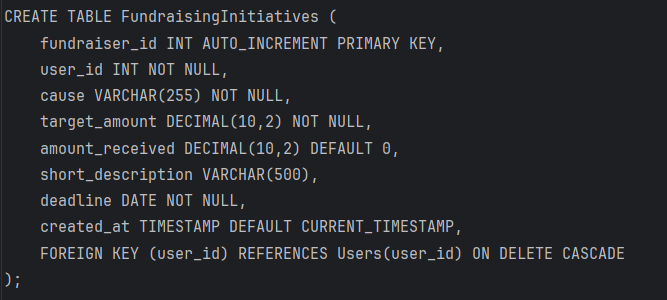 CREATE TABLE FundraisingInitiatives (
    fundraiser_id INT AUTO_INCREMENT PRIMARY KEY,
    user_id INT NOT NULL,
    cause VARCHAR(255) NOT NULL,
    target_amount DECIMAL(10,2) NOT NULL,
    amount_received DECIMAL(10,2) DEFAULT 0,
    short_description VARCHAR(500),
    deadline DATE NOT NULL,
    created_at TIMESTAMP DEFAULT CURRENT_TIMESTAMP,
    FOREIGN KEY (user_id) REFERENCES Users(user_id) ON DELETE CASCADE
);